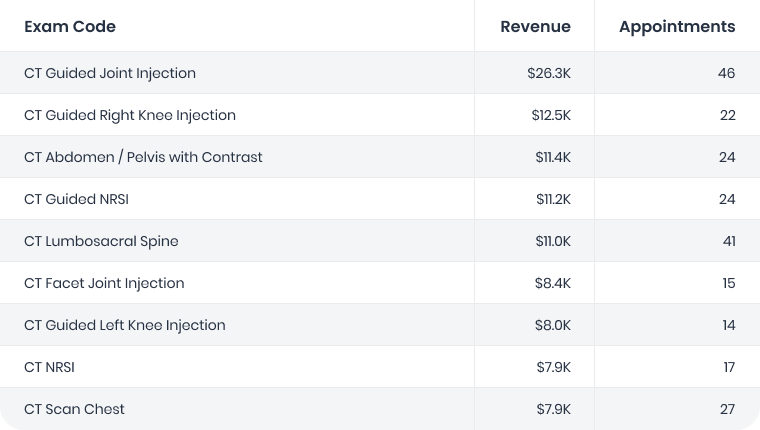 Exam Code Revenue Appointments
CT Guided Joint Injection $26.3K 46
CT Guided Right Knee Injection $12.5K 22
CT Abdomen / Pelvis with Contrast $11.4K 24
CT Guided NRSI $11.2K 24
CT Lumbosacral Spine $11.0K 41
CT Facet Joint Injection $8.4K 15
CT Guided Left Knee Injection $8.0K 14
CT NRSI $7.9K 17
CT Scan Chest $7.9K 27